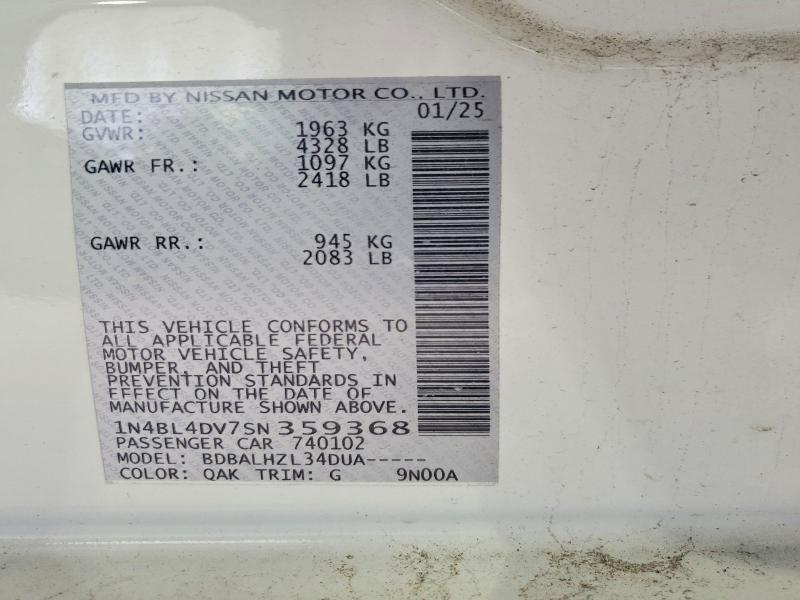 MFD BY NISSAN MOTOR CO., LTD.
DATE: 01/25
GVWR: 1963 KG
4328 LB
GAWR FR.: 1097 KG
2418 LB
GAWR RR.: 945 KG
2083 LB
THIS VEHICLE CONFORMS TO
ALL APPLICABLE FEDERAL
MOTOR VEHICLE SAFETY,
BUMPER, AND THEFT
PREVENTION STANDARDS IN
EFFECT ON THE DATE OF
MANUFACTURE SHOWN ABOVE.
1N4BL4DV7SN359368
PASSENGER CAR 740102
MODEL: BDBALHZL34DUA-----
COLOR: QAK TRIM: G 9N00A